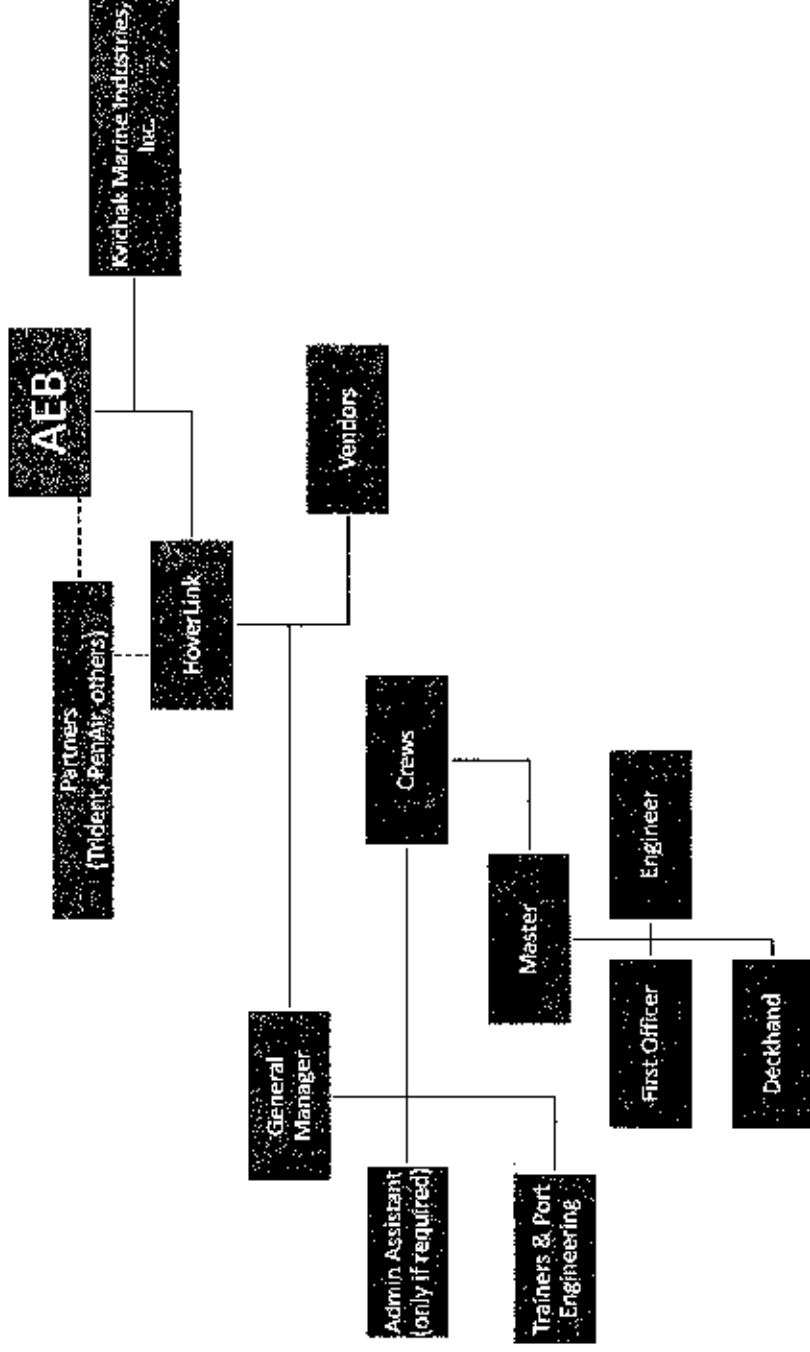 AEB
Kvichak Marine Industries,
Inc.
Partners
(Trident, PenAir, others)
HoverLink
Vendors
General
Manager
Admin Assistant
(only if required)
Crews
Trainers & Port
Engineering
Master
First Officer
Engineer
Deckhand